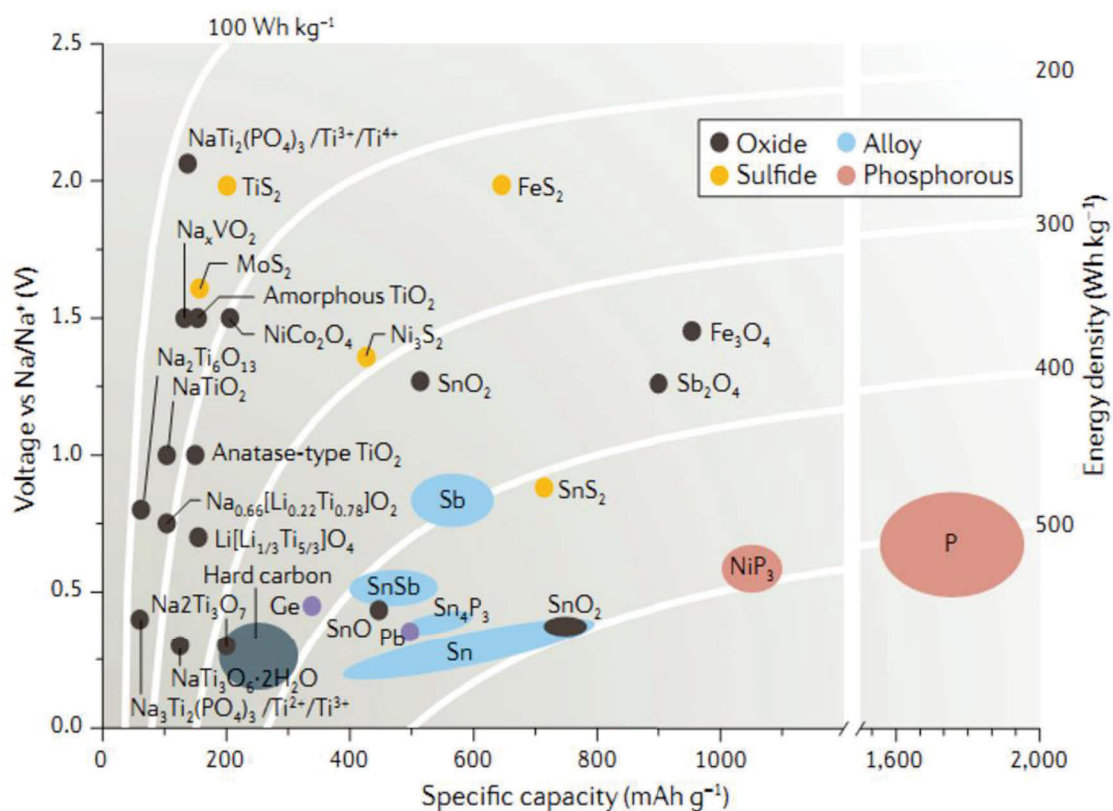 100 Wh kg⁻¹
2.5
2.0
1.5
1.0
0.5
0.0
Voltage vs Na/Na⁺ (V)
200
300
400
500
Energy density (Wh kg⁻¹)
Oxide
Alloy
Sulfide
Phosphorous
NaTi₂(PO₄)₃ /Ti³⁺/Ti⁴⁺
TiS₂
FeS₂
NaₓVO₂
MoS₂
Amorphous TiO₂
NiCo₂O₄
Ni₃S₂
Fe₃O₄
Na₂Ti₆O₁₃
SnO₂
Sb₂O₄
NaTiO₂
Anatase-type TiO₂
Na₀.₆₆[Li₀.₂₂Ti₀.₇₈]O₂
Sb
SnS₂
Li[Li₁/₃Ti₅/₃]O₄
P
Hard carbon
SnSb
NiP₃
Na2Ti₃O₇
Ge
Sn₄P₃
SnO₂
SnO
Pb
Sn
NaTi₃O₆·2H₂O
Na₃Ti₂(PO₄)₃ /Ti²⁺/Ti³⁺
0
200
400
600
800
1000
1,600
2,000
Specific capacity (mAh g⁻¹)